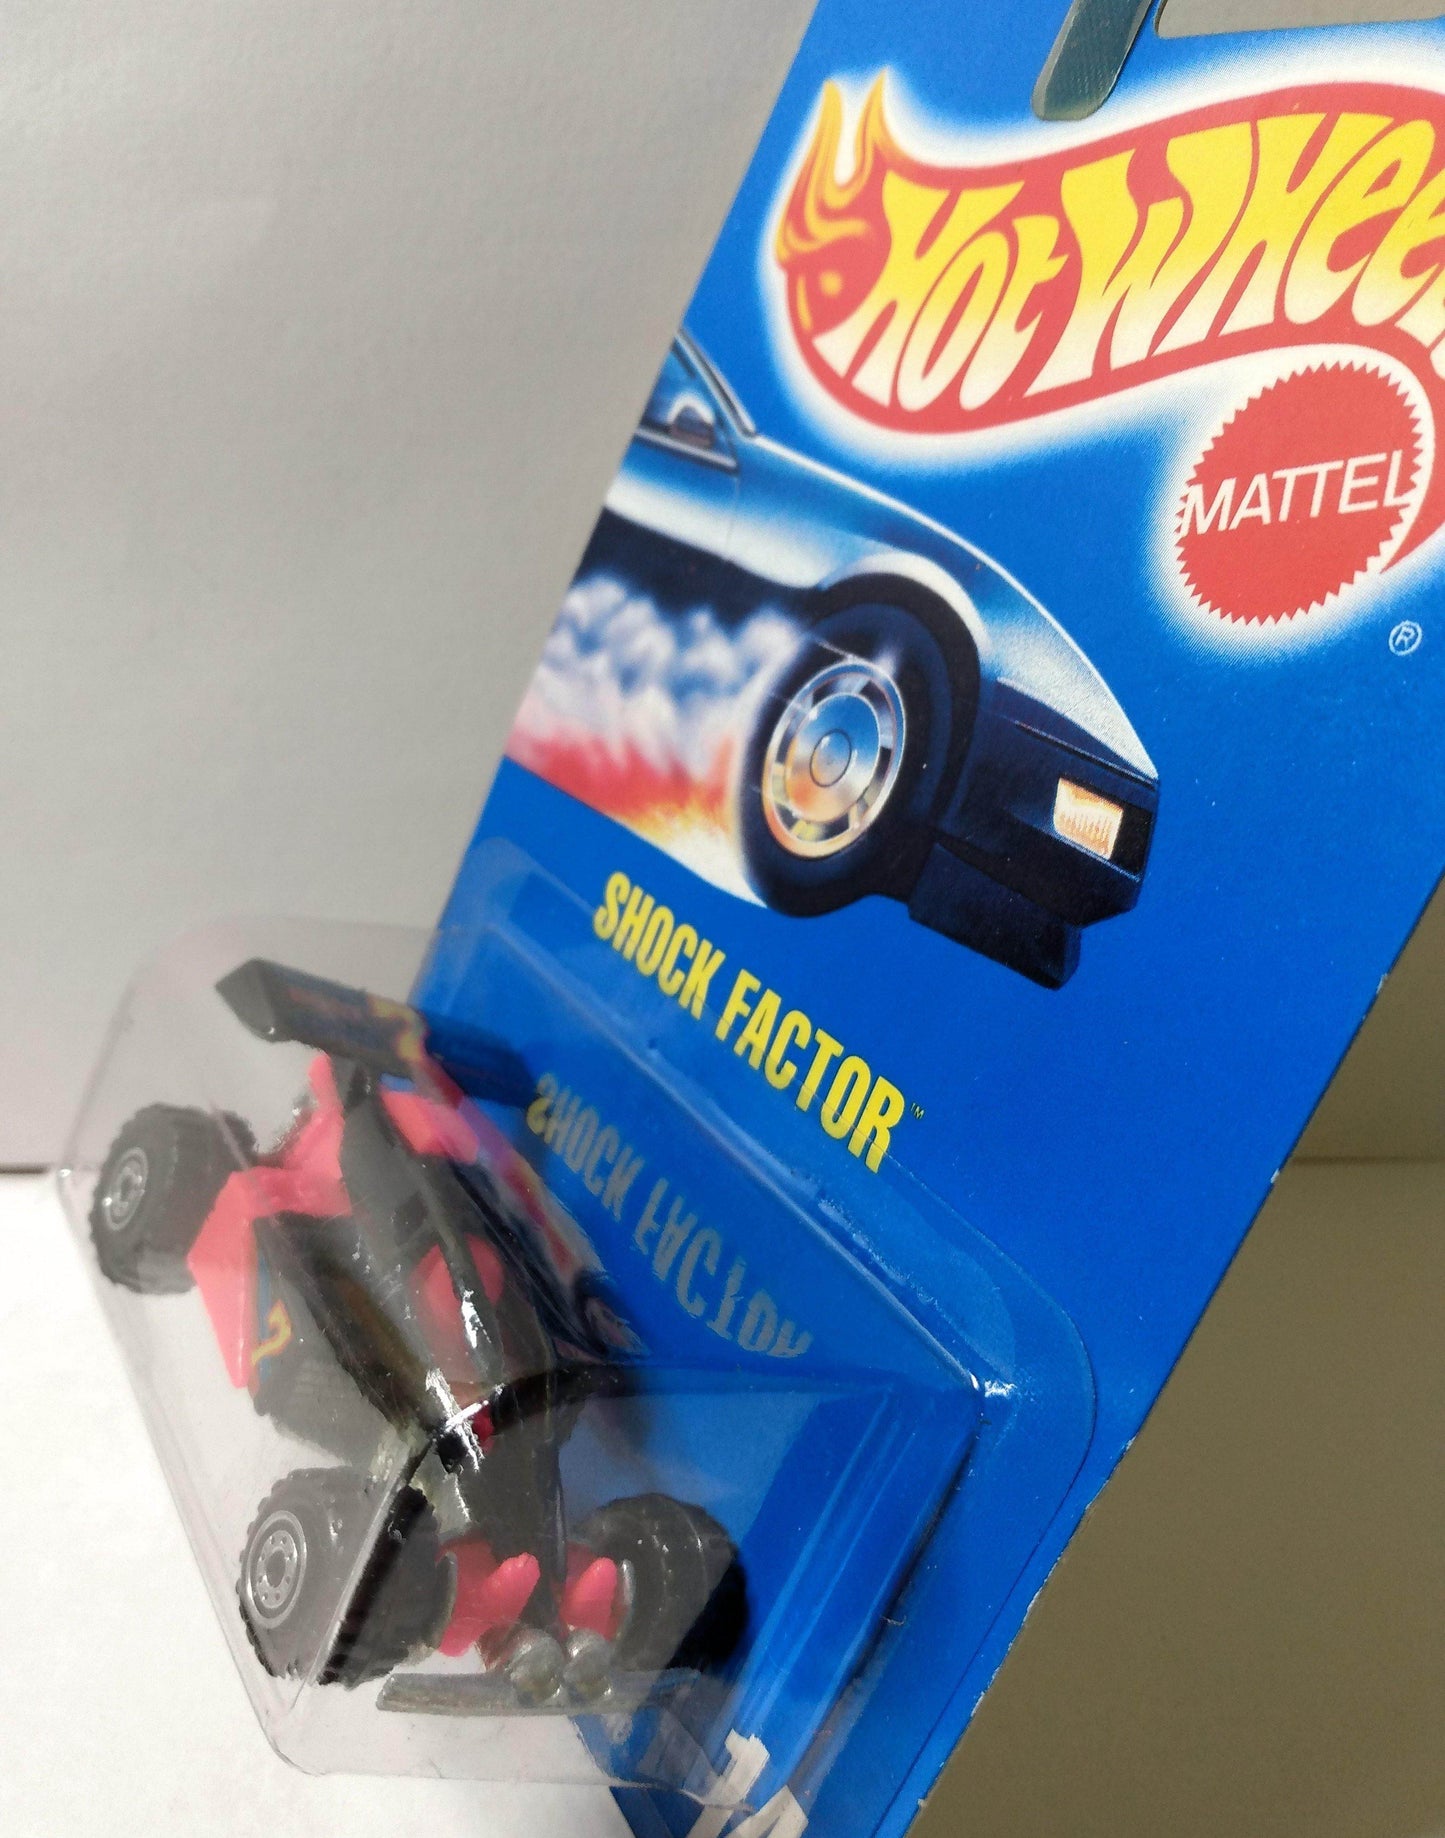 HOT WHEELS
MATTEL
®
SHOCK FACTOR™
SHOCK FACTOR